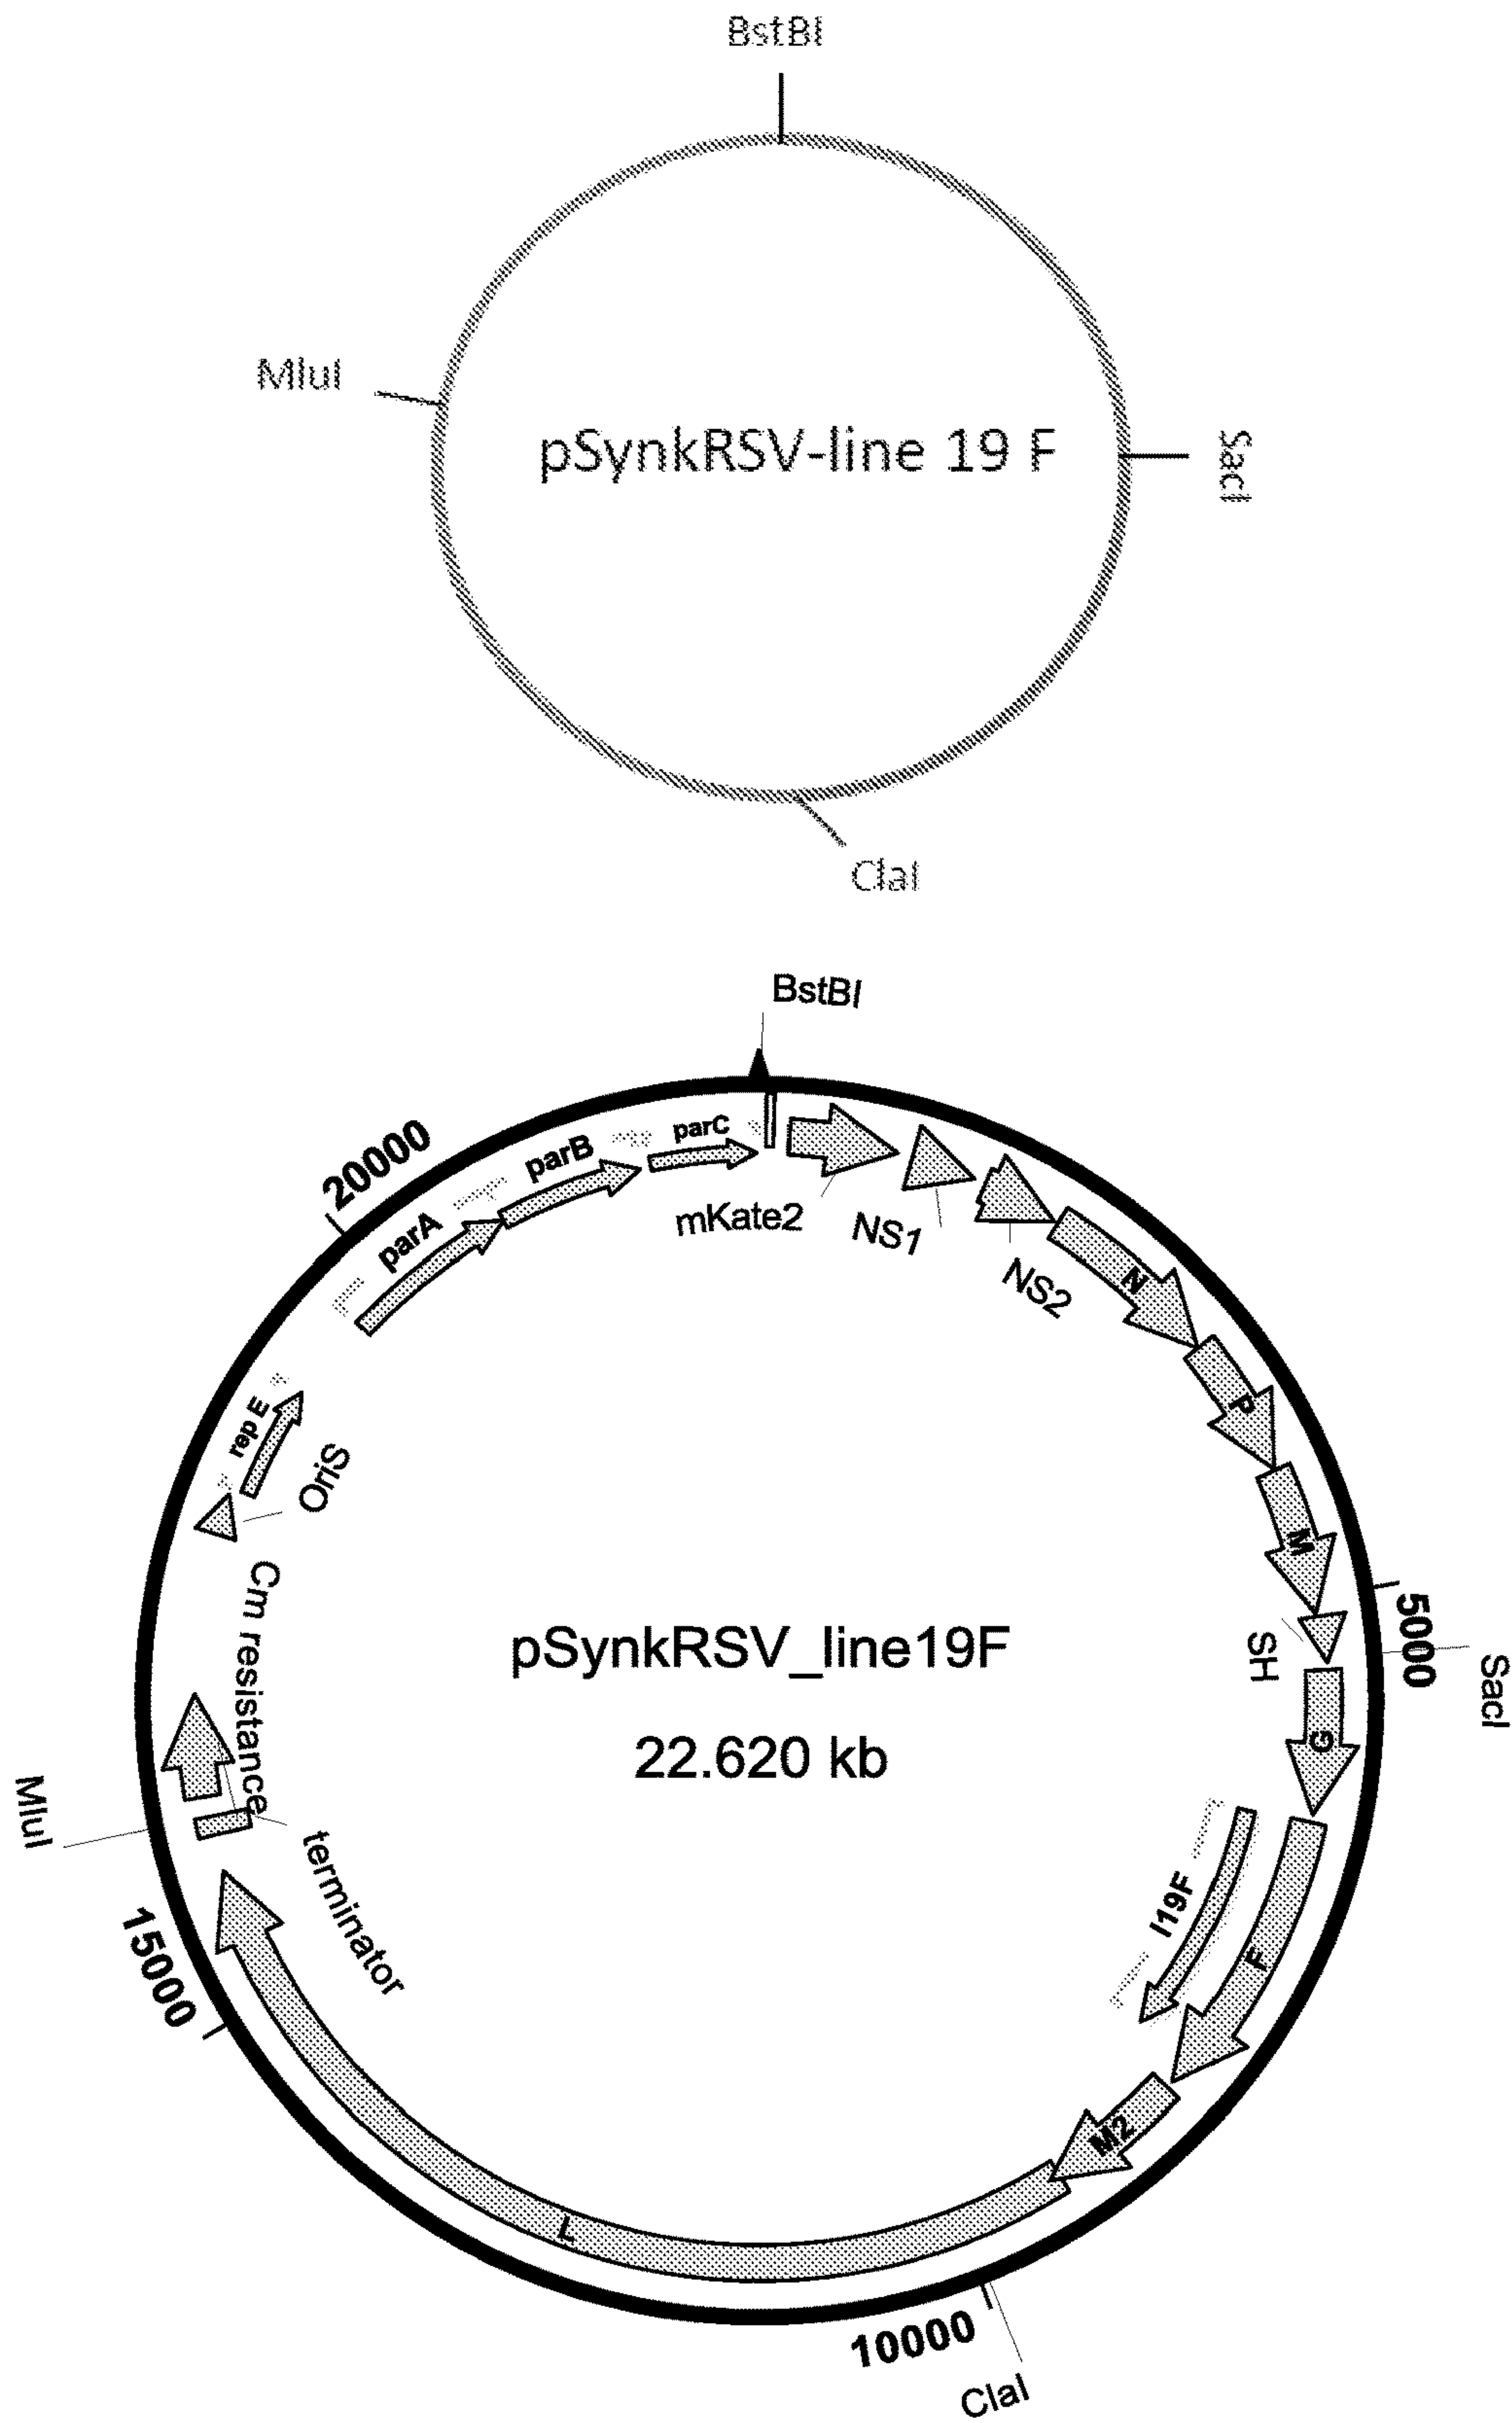 BstBI
MluI
pSynkRSV-line 19 F
SacI
ClaI
BstBI
20000
parA
parB
parC
mKate2
NS1
NS2
N
P
M
5000
SacI
SH
G
rep E
OriS
Cm resistance
pSynkRSV_line19F
22.620 kb
MluI
terminator
15000
l19F
F
M2
L
10000
ClaI